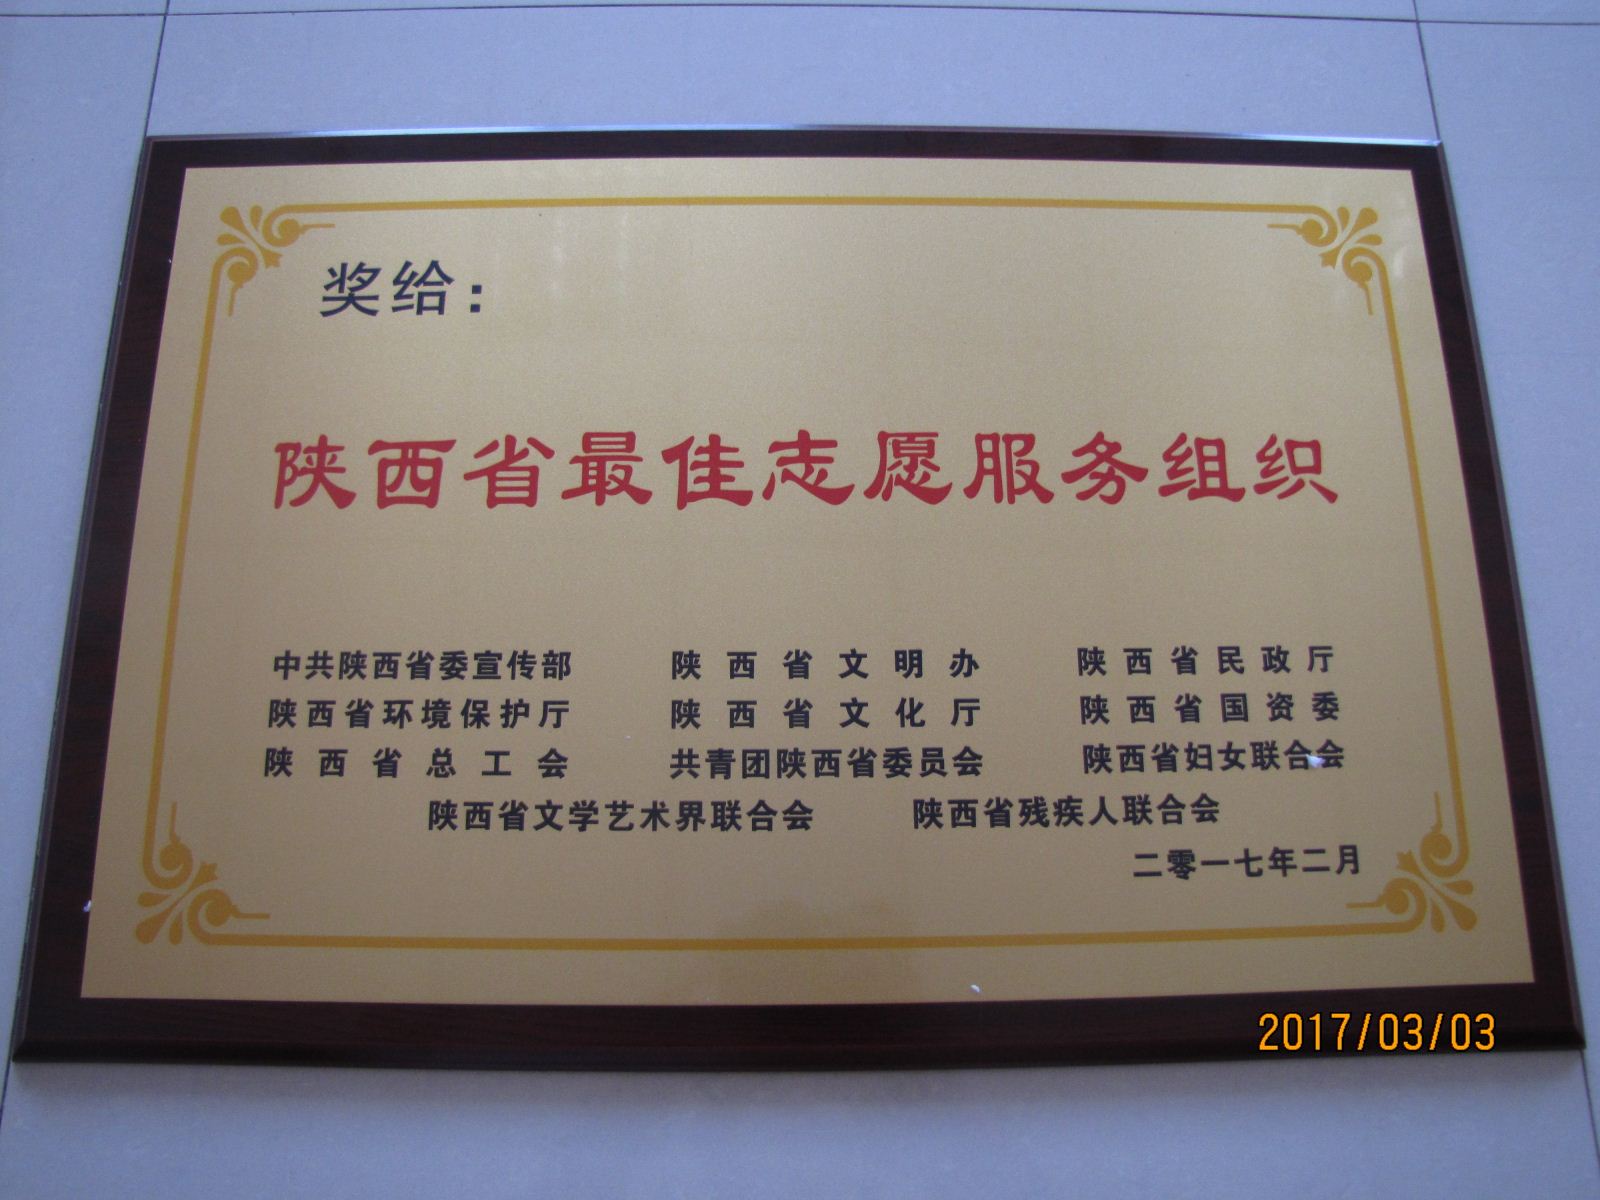 奖给：
陕西省最佳志愿服务组织
中共陕西省委宣传部 陕西省文明办 陕西省民政厅
陕西省环境保护厅 陕西省文化厅 陕西省国资委
陕西省总工会 共青团陕西省委员会 陕西省妇女联合会
陕西省文学艺术界联合会 陕西省残疾人联合会
二零一七年二月
2017/03/03